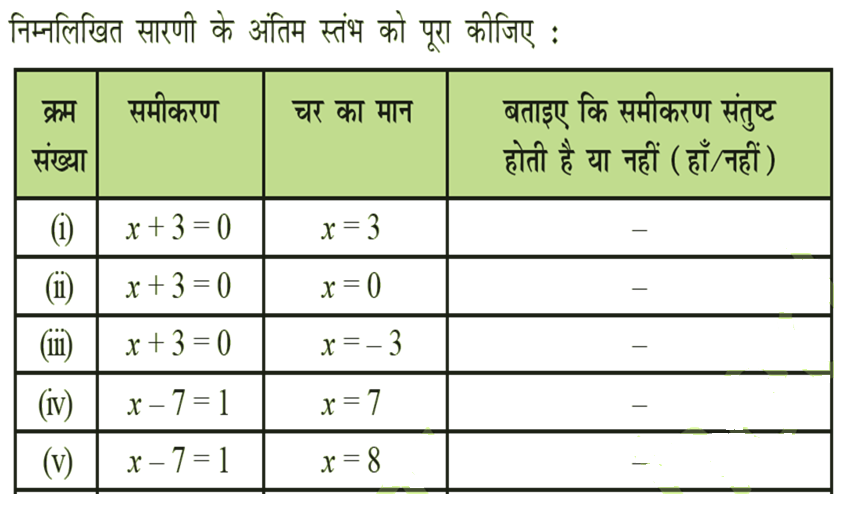 निम्नलिखित सारणी के अंतिम स्तंभ को पूरा कीजिए :
क्रम संख्या | समीकरण | चर का मान | बताइए कि समीकरण संतुष्ट होती है या नहीं ( हाँ/नहीं )
(i) | x + 3 = 0 | x = 3 | –
(ii) | x + 3 = 0 | x = 0 | –
(iii) | x + 3 = 0 | x = – 3 | –
(iv) | x – 7 = 1 | x = 7 | –
(v) | x – 7 = 1 | x = 8 | –